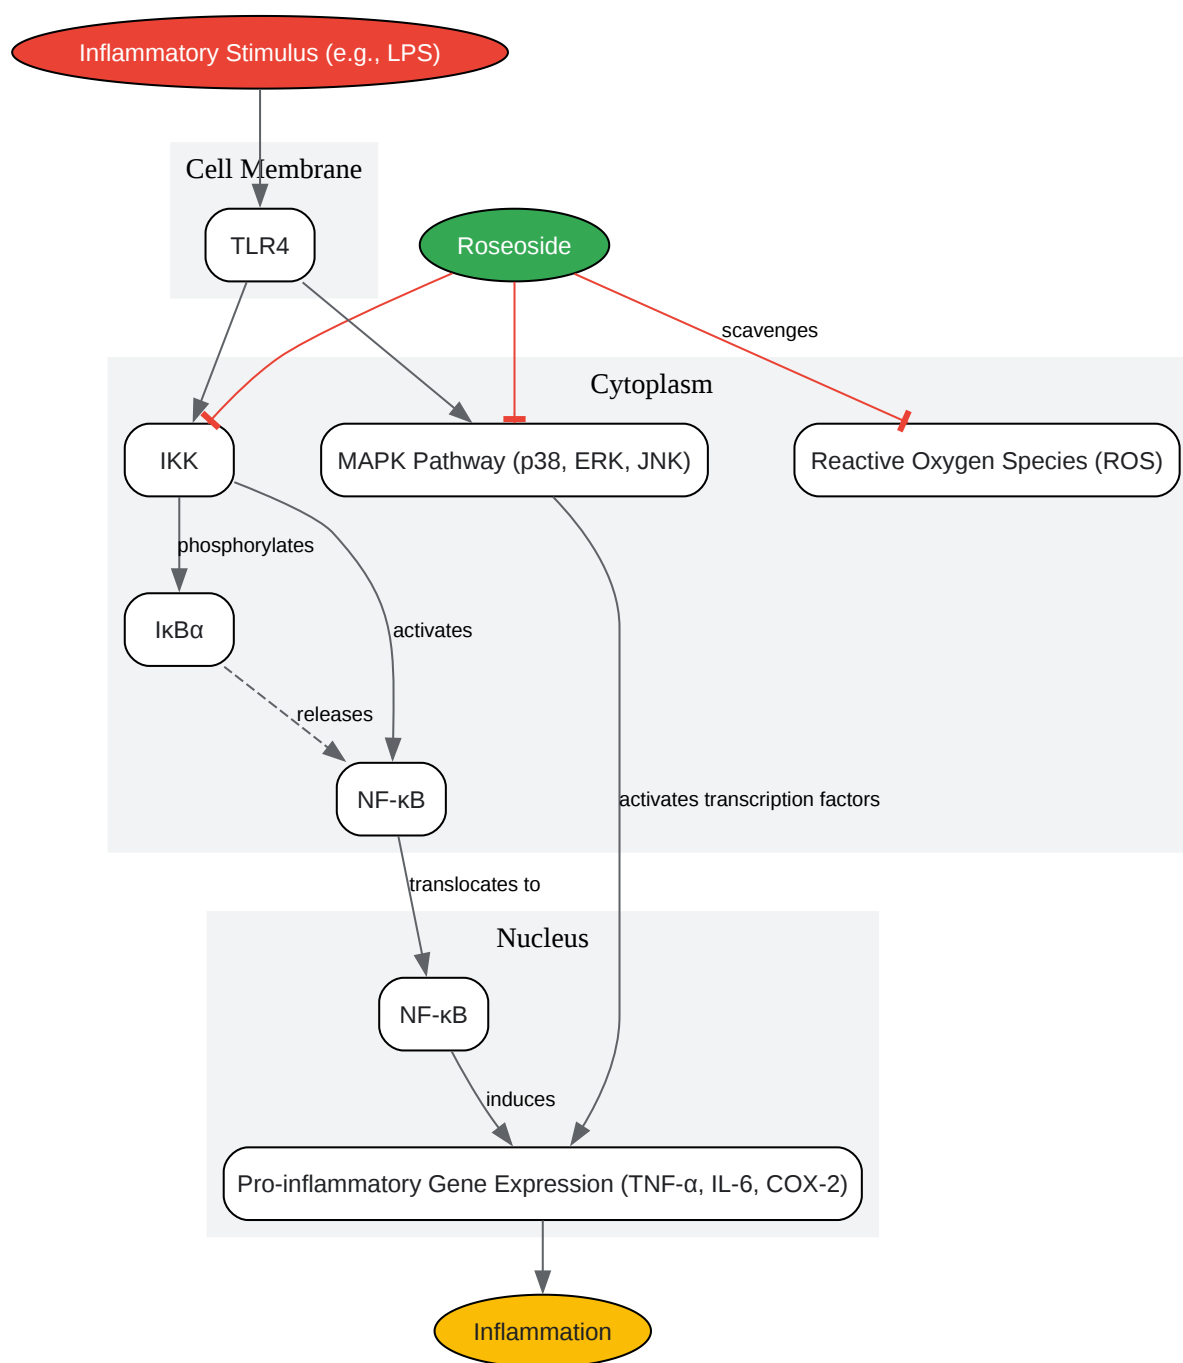 Inflammatory Stimulus (e.g., LPS)
Cell Membrane
TLR4
Roseoside
scavenges
Cytoplasm
IKK
MAPK Pathway (p38, ERK, JNK)
Reactive Oxygen Species (ROS)
phosphorylates
IκBα
activates
releases
NF-κB
activates transcription factors
translocates to
Nucleus
NF-κB
induces
Pro-inflammatory Gene Expression (TNF-α, IL-6, COX-2)
Inflammation